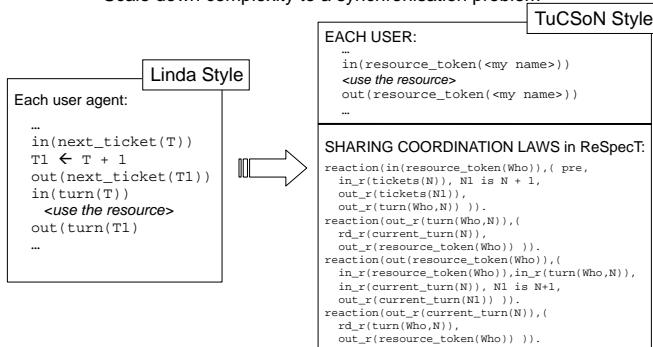 Scale down complexity to a synchronisation problem
Linda Style
Each user agent:
…
in(next_ticket(T))
T1 ← T + 1
out(next_ticket(T1))
in(turn(T))
<use the resource>
out(turn(T1)
…
TuCSoN Style
EACH USER:
…
in(resource_token(<my name>))
<use the resource>
out(resource_token(<my name>))
…
SHARING COORDINATION LAWS in ReSpecT:
reaction(in(resource_token(Who)),( pre,
in_r(tickets(N)), N1 is N + 1,
out_r(tickets(N1)),
out_r(turn(Who,N)) )).
reaction(out_r(turn(Who,N)),(
rd_r(current_turn(N)),
out_r(resource_token(Who)) )).
reaction(out(resource_token(Who)),(
in_r(resource_token(Who)),in_r(turn(Who,N)),
in_r(current_turn(N)), N1 is N+1,
out_r(current_turn(N1)) )).
reaction(out_r(current_turn(N)),(
rd_r(turn(Who,N)),
out_r(resource_token(Who)) )).